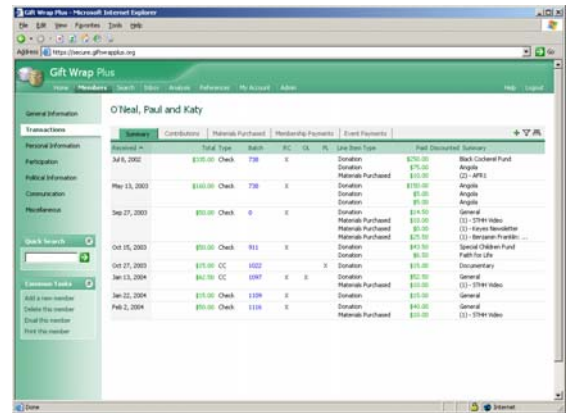 Gift Wrap Plus - Microsoft Internet Explorer
File Edit View Favorites Tools Help
Address https://secure.giftwrapplus.org Go
Gift Wrap Plus
Home Members Search Inbox Analysis References My Account Admin Help Logout
General Information
Transactions
Personal Information
Participation
Political Information
Communication
Miscellaneous
Quick Search
Common Tasks
Add a new member
Delete this member
Email this member
Print this member
O'Neal, Paul and Katy
Summary Contributions Materials Purchased Membership Payments Event Payments
Received Total Type Batch RC OL PL Line Item Type Paid Discounted Summary
Jul 8, 2002 Check 738 X Donation $250.00 Black Cockerel Fund
Donation $75.00 Angola
Materials Purchased $10.00 (2) - AFR1
May 13, 2003 $160.00 Check 738 X Donation $150.00 Angola
Donation $5.00 Angola
Donation $5.00 Angola
Sep 27, 2003 $50.00 Check 0 X Donation $14.50 General
Materials Purchased $10.00 (1) - STMH Video
Materials Purchased $0.00 (1) - Keyes Newsletter
Materials Purchased $25.50 (1) - Benjamin Franklin: ...
Oct 15, 2003 $50.00 Check 911 X Donation $43.50 Special Children Fund
Donation $6.50 Faith for Life
Oct 27, 2003 $15.00 CC 1022 X Donation $15.00 Documentary
Jan 13, 2004 $62.50 CC 1097 X X Donation $52.50 General
Materials Purchased $10.00 (1) - STMH Video
Jan 22, 2004 $15.00 Check 1109 X Donation $15.00 General
Feb 2, 2004 $50.00 Check 1116 X Donation $40.00 General
Materials Purchased $10.00 (1) - STMH Video
Done Internet